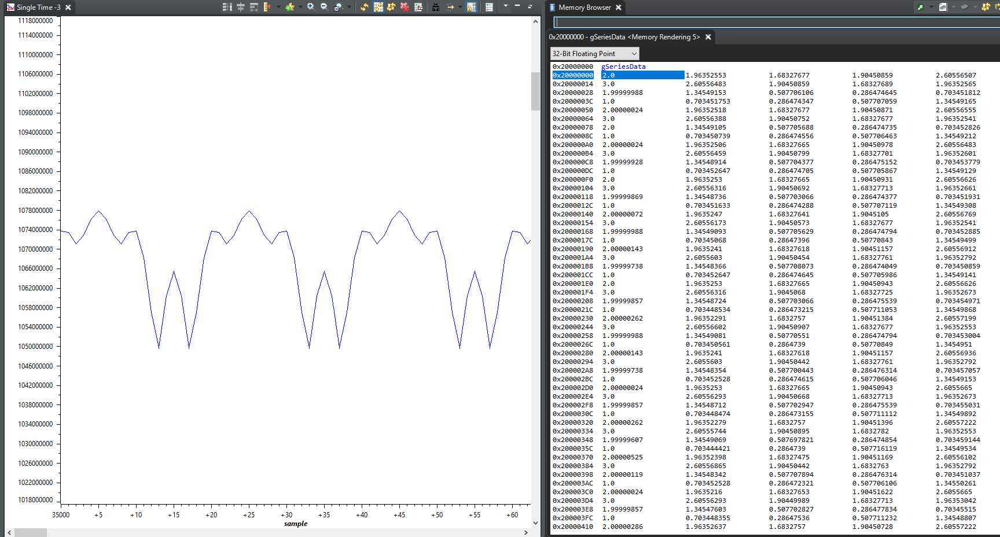 Single Time -3
1118000000
1114000000
1110000000
1106000000
1102000000
1098000000
1094000000
1090000000
1086000000
1082000000
1078000000
1074000000
1070000000
1066000000
1062000000
1058000000
1054000000
1050000000
1046000000
1042000000
1038000000
1034000000
1030000000
1026000000
1022000000
1018000000
35000 +5 +10 +15 +20 +25 +30 +35 +40 +45 +50 +55 +60
sample
Memory Browser
0x20000000 - gSeriesData <Memory Rendering 5>
32-Bit Floating Point
0x20000000 gSeriesData
0x20000000 2.0 1.96352553 1.68327677 1.90450859 2.60556507
0x20000014 3.0 2.60556483 1.90450859 1.68327689 1.96352565
0x20000028 1.99999988 1.34549153 0.507706106 0.286474645 0.703451812
0x2000003C 1.0 0.703451753 0.286474347 0.507707059 1.34549165
0x20000050 2.00000024 1.96352518 1.68327677 1.90450871 2.60556555
0x20000064 3.0 2.60556388 1.90450752 1.68327677 1.96352541
0x20000078 2.0 1.34549105 0.507705688 0.286474735 0.703452826
0x2000008C 1.0 0.703450739 0.286474556 0.507706463 1.34549212
0x200000A0 2.00000024 1.96352506 1.68327665 1.90450978 2.60556483
0x200000B4 3.0 2.60556459 1.90450799 1.68327701 1.96352601
0x200000C8 1.99999928 1.34548914 0.507704377 0.286475152 0.703453779
0x200000DC 1.0 0.703452647 0.286474705 0.507705867 1.34549129
0x200000F0 2.0 1.9635253 1.68327665 1.90450931 2.60556626
0x20000104 3.0 2.60556316 1.90450692 1.68327713 1.96352661
0x20000118 1.99999869 1.34548736 0.507703066 0.286474377 0.703451931
0x2000012C 1.0 0.703451633 0.286474288 0.507707119 1.34549308
0x20000140 2.00000072 1.9635247 1.68327641 1.9045105 2.60556769
0x20000154 3.0 2.60556173 1.90450573 1.68327677 1.96352541
0x20000168 1.99999988 1.34549093 0.507705629 0.286474794 0.703452885
0x2000017C 1.0 0.70345068 0.28647396 0.50770843 1.34549499
0x20000190 2.00000143 1.9635241 1.68327618 1.90451157 2.60556912
0x200001A4 3.0 2.6055603 1.90450454 1.68327761 1.96352792
0x200001B8 1.99999738 1.34548366 0.507708073 0.286474049 0.703450859
0x200001CC 1.0 0.703452647 0.286474645 0.507705986 1.34549141
0x200001E0 2.0 1.9635253 1.68327665 1.90450943 2.60556626
0x200001F4 3.0 2.60556316 1.9045068 1.68327725 1.96352673
0x20000208 1.99999857 1.34548724 0.507703066 0.286475539 0.703454971
0x2000021C 1.0 0.703448534 0.286473215 0.507711053 1.34549868
0x20000230 2.00000262 1.96352291 1.6832757 1.90451384 2.60557199
0x20000244 3.0 2.60556602 1.90450907 1.68327677 1.96352553
0x20000258 1.99999988 1.34549081 0.50770551 0.286474794 0.703453004
0x2000026C 1.0 0.703450561 0.2864739 0.50770849 1.3454951
0x20000280 2.00000143 1.9635241 1.68327618 1.90451157 2.60556936
0x20000294 3.0 2.6055603 1.90450442 1.68327761 1.96352792
0x200002A8 1.99999738 1.34548354 0.507700443 0.286476314 0.703457057
0x200002BC 1.0 0.703452528 0.286474615 0.507706046 1.34549153
0x200002D0 2.00000024 1.9635253 1.68327665 1.90450943 2.6055665
0x200002E4 3.0 2.60556293 1.90450668 1.68327713 1.96352673
0x200002F8 1.99999857 1.34548712 0.507702947 0.286475539 0.703455031
0x2000030C 1.0 0.703448474 0.286473155 0.507711112 1.34549892
0x20000320 2.00000262 1.96352279 1.6832757 1.90451396 2.60557222
0x20000334 3.0 2.60555744 1.90450895 1.6832782 1.96352553
0x20000348 1.99999607 1.34549069 0.507697821 0.286474854 0.703459144
0x2000035C 1.0 0.703444421 0.2864739 0.507716119 1.34549534
0x20000370 2.00000525 1.96352398 1.68327475 1.90451169 2.60556102
0x20000384 3.0 2.60556865 1.90450442 1.6832763 1.96352792
0x20000398 2.00000119 1.34548342 0.507707894 0.286476314 0.703451037
0x200003AC 1.0 0.703452528 0.286472321 0.507706106 1.34550261
0x200003C0 2.00000024 1.9635216 1.68327653 1.90451622 2.6055665
0x200003D4 3.0 2.60556293 1.90449989 1.68327713 1.96353042
0x200003E8 1.99999857 1.34547603 0.507702827 0.286477834 0.70345515
0x200003FC 1.0 0.703448355 0.28647536 0.507711232 1.34548807
0x20000410 2.00000286 1.96352637 1.6832757 1.90450728 2.60557222